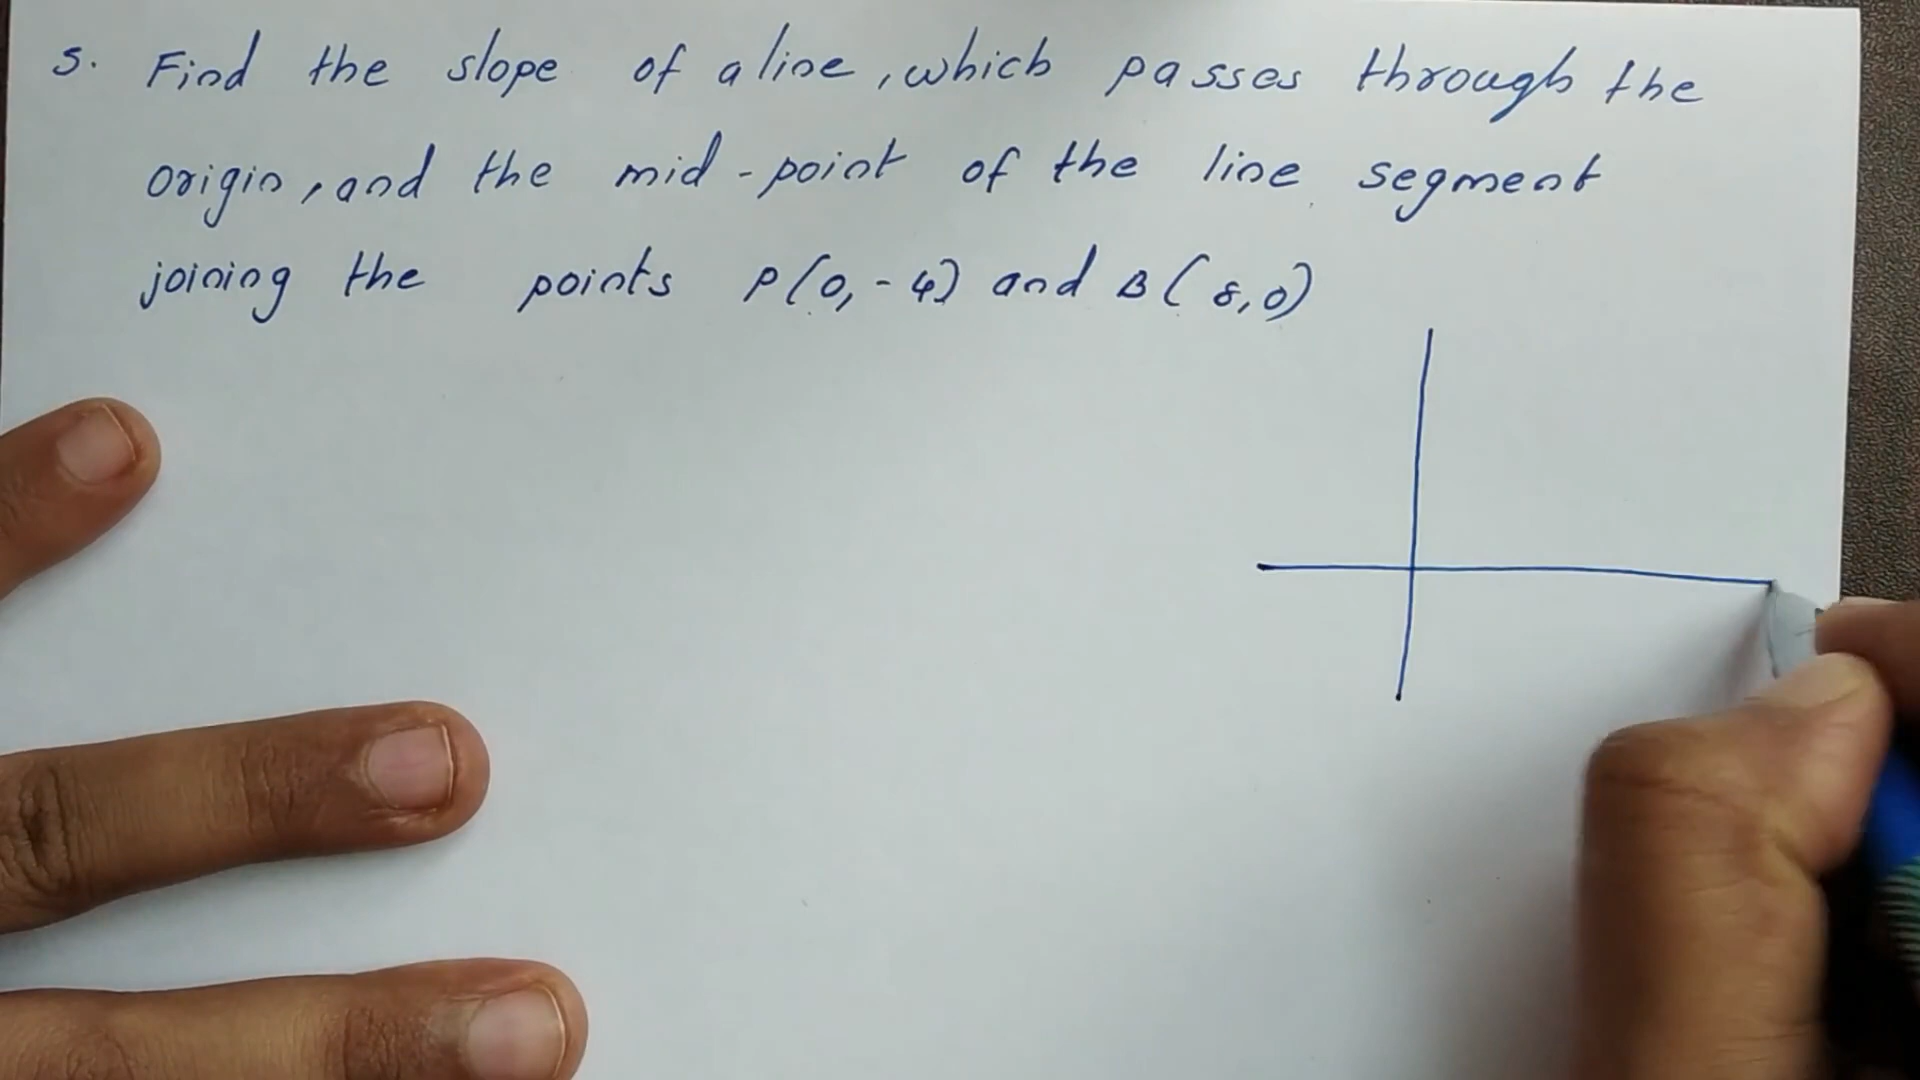 5. Find the slope of a line, which passes through the
origin, and the mid-point of the line segment
joining the points P(0,-4) and B(8,0)